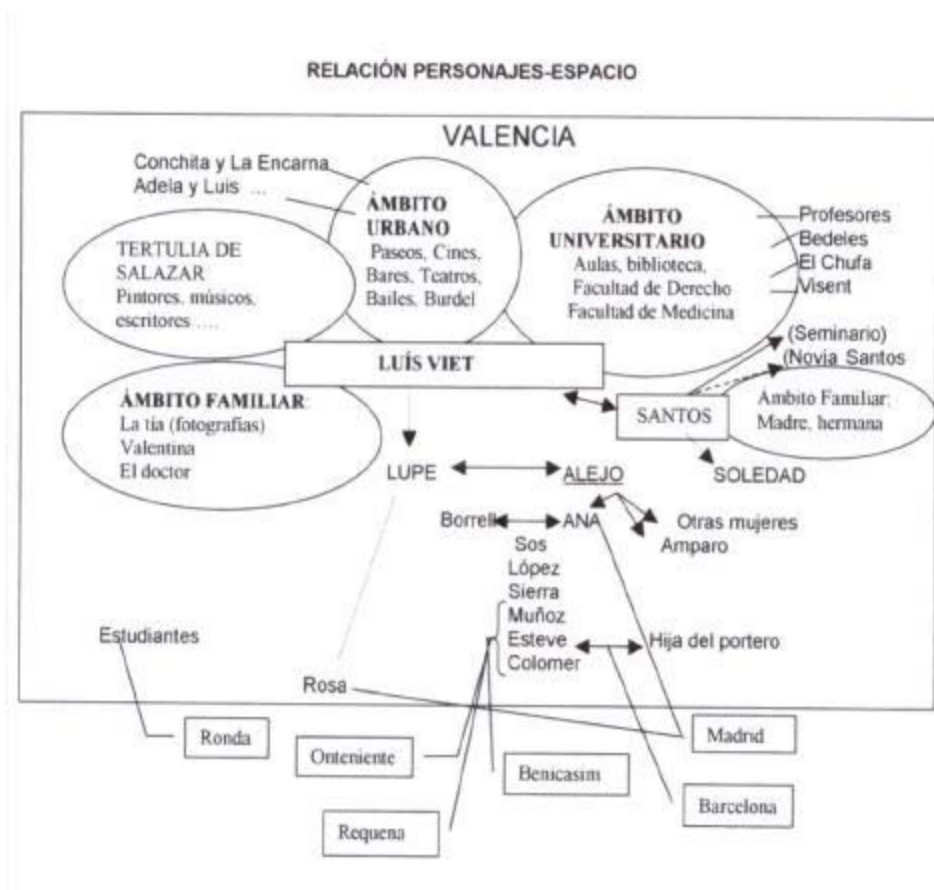 RELACIÓN PERSONAJES-ESPACIO
VALENCIA
Conchita y La Encarna
Adela y Luis ...
ÁMBITO
URBANO
Paseos, Cines,
Bares, Teatros,
Bailes, Burdel
ÁMBITO
UNIVERSITARIO
Aulas, biblioteca,
Facultad de Derecho
Facultad de Medicina
Profesores
Bedeles
El Chufa
Visent
TERTULIA DE
SALAZAR
Pintores, músicos,
escritores ....
(Seminario)
(Novia Santos
LUÍS VIET
ÁMBITO FAMILIAR:
La tía (fotografías)
Valentina
El doctor
SANTOS
Ámbito Familiar:
Madre, hermana
LUPE
ALEJO
SOLEDAD
Borrell
ANA
Otras mujeres
Amparo
Sos
López
Sierra
Muñoz
Esteve
Colomer
Hija del portero
Estudiantes
Rosa
Ronda
Onteniente
Benicasim
Madrid
Requena
Barcelona